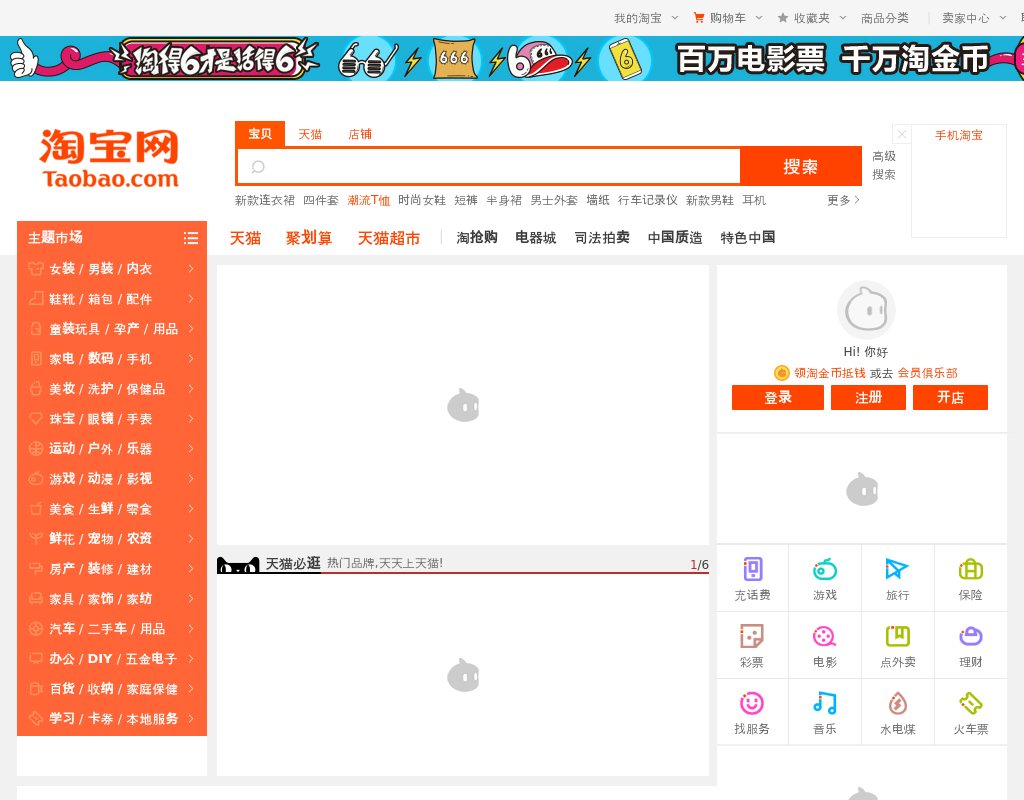 我的淘宝 购物车 收藏夹 商品分类 卖家中心
淘得6才是活得6 666 6 6 百万电影票 千万淘金币
淘宝网
Taobao.com
宝贝 天猫 店铺
搜索
高级
搜索
手机淘宝
新款连衣裙 四件套 潮流T恤 时尚女鞋 短裤 半身裙 男士外套 墙纸 行车记录仪 新款男鞋 耳机 更多
主题市场
天猫 聚划算 天猫超市 淘抢购 电器城 司法拍卖 中国质造 特色中国
女装 / 男装 / 内衣
鞋靴 / 箱包 / 配件
童装玩具 / 孕产 / 用品
家电 / 数码 / 手机
美妆 / 洗护 / 保健品
珠宝 / 眼镜 / 手表
运动 / 户外 / 乐器
游戏 / 动漫 / 影视
美食 / 生鲜 / 零食
鲜花 / 宠物 / 农资
房产 / 装修 / 建材
家具 / 家饰 / 家纺
汽车 / 二手车 / 用品
办公 / DIY / 五金电子
百货 / 收纳 / 家庭保健
学习 / 卡券 / 本地服务
天猫必逛 热门品牌,天天上天猫! 1/6
Hi! 你好
领淘金币抵钱 或去 会员俱乐部
登录 注册 开店
充话费 游戏 旅行 保险
彩票 电影 点外卖 理财
找服务 音乐 水电煤 火车票